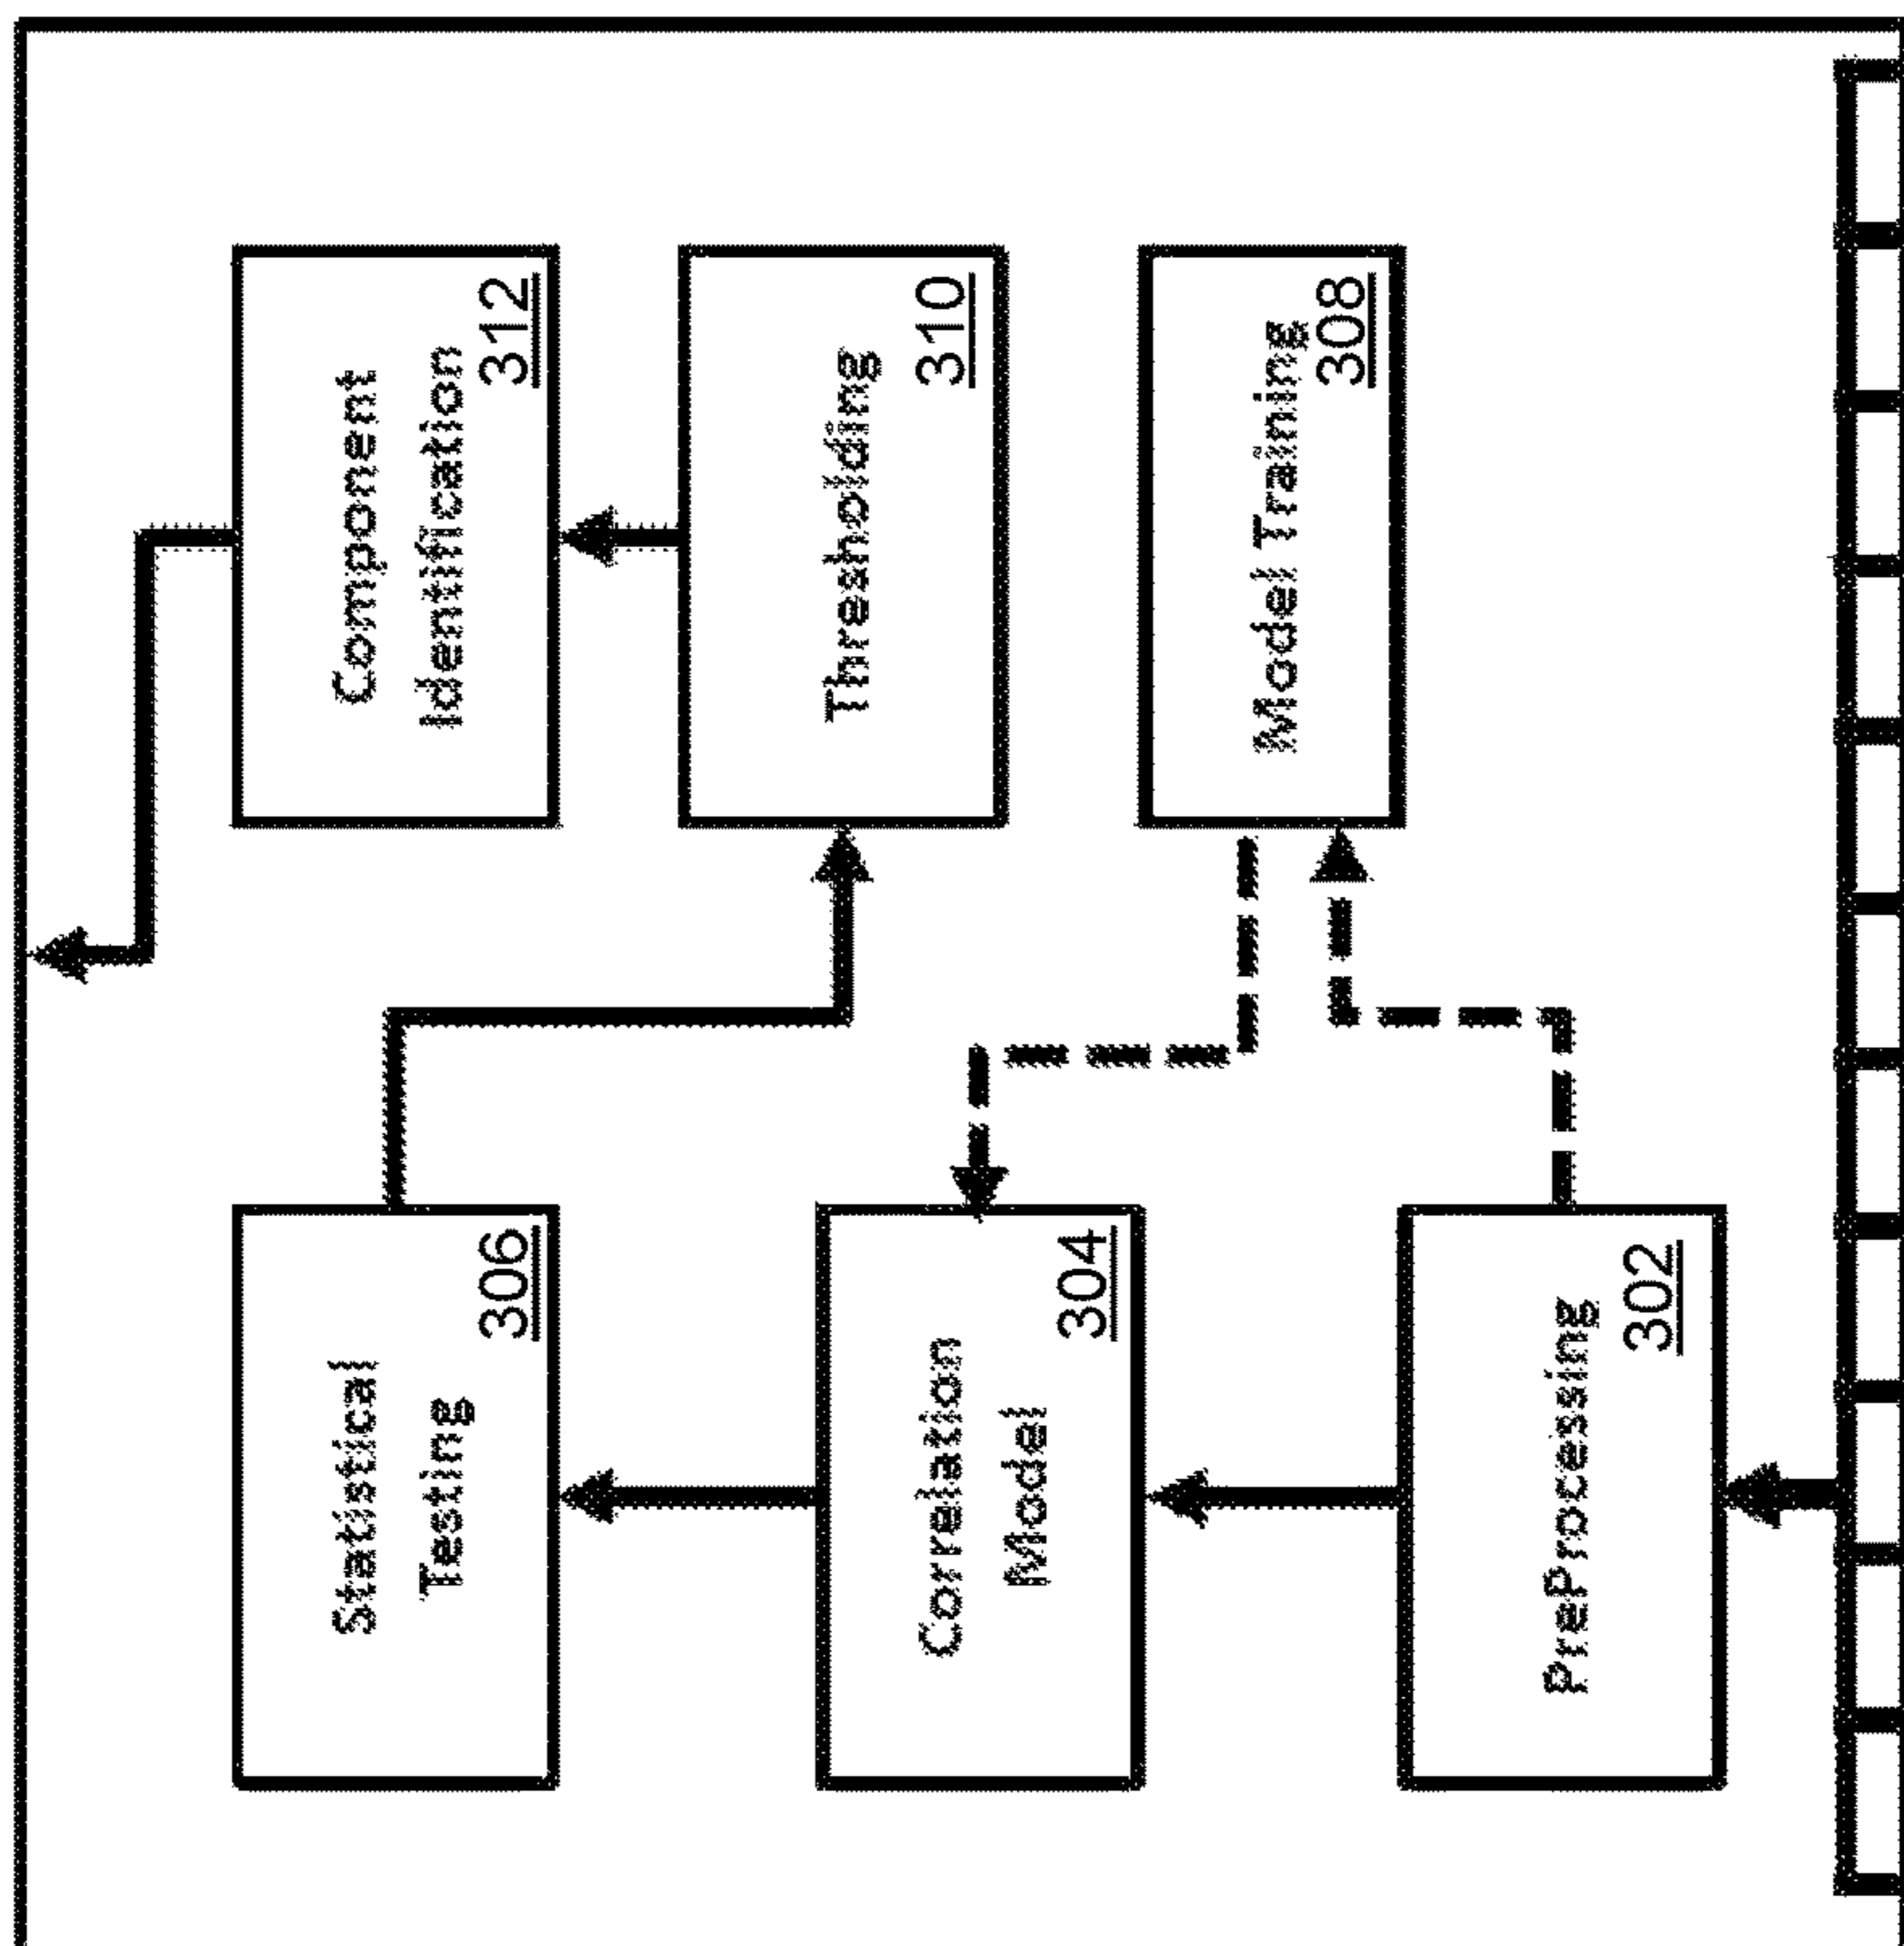 Statistical
Testing
306
Correlation
Model
304
PreProcessing
302
Component
Identification
312
Thresholding
310
Model Training
308